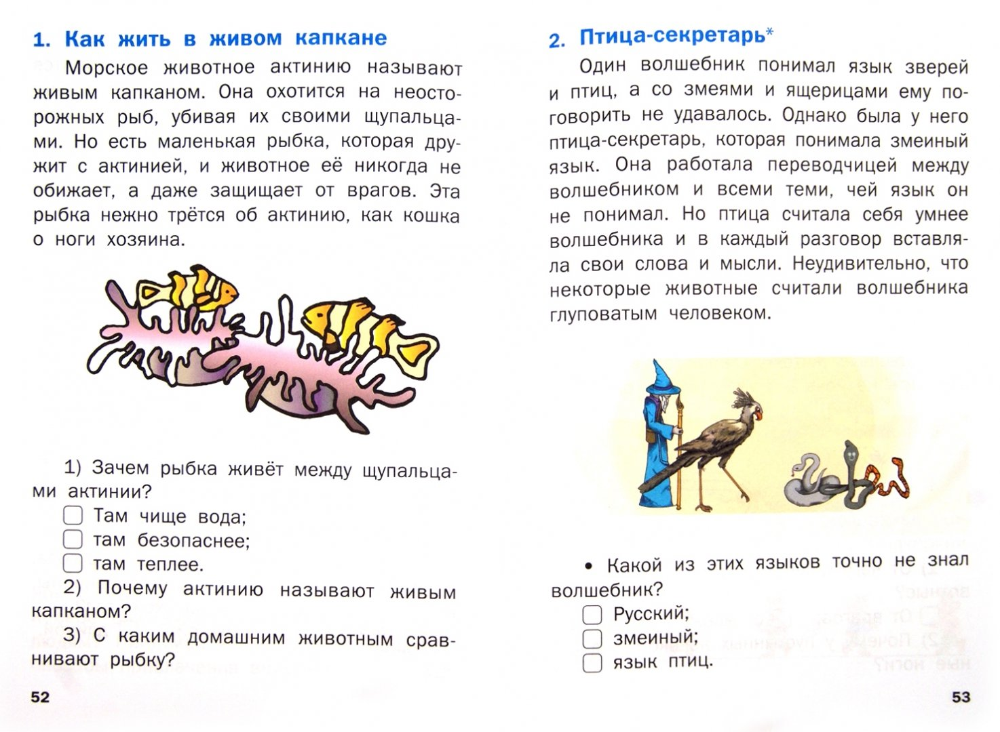 1. Как жить в живом капкане
Морское животное актинию называют
живым капканом. Она охотится на неосто-
рожных рыб, убивая их своими щупальца-
ми. Но есть маленькая рыбка, которая дру-
жит с актинией, и животное её никогда не
обижает, а даже защищает от врагов. Эта
рыбка нежно трётся об актинию, как кошка
о ноги хозяина.
1) Зачем рыбка живёт между щупальца-
ми актинии?
Там чище вода;
там безопаснее;
там теплее.
2) Почему актинию называют живым
капканом?
3) С каким домашним животным срав-
нивают рыбку?
52
2. Птица-секретарь*
Один волшебник понимал язык зверей
и птиц, а со змеями и ящерицами ему по-
говорить не удавалось. Однако была у него
птица-секретарь, которая понимала змеиный
язык. Она работала переводчицей между
волшебником и всеми теми, чей язык он
не понимал. Но птица считала себя умнее
волшебника и в каждый разговор вставля-
ла свои слова и мысли. Неудивительно, что
некоторые животные считали волшебника
глуповатым человеком.
• Какой из этих языков точно не знал
волшебник?
Русский;
змеиный;
язык птиц.
53